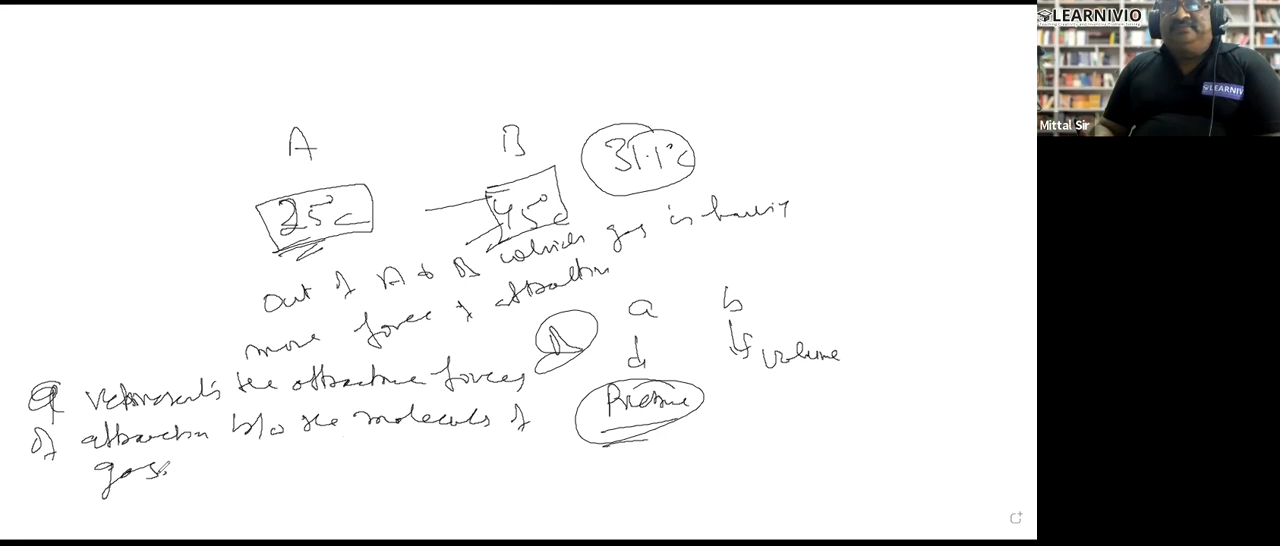 LEARNIVIO
LEARNIV
Mittal Sir
A B 31.1°C
25°C 45°C
out of A & B which gas is having
more force of attraction
a b
volume
represents the attractive forces
of attraction b/w the molecules of
gas
Pressure